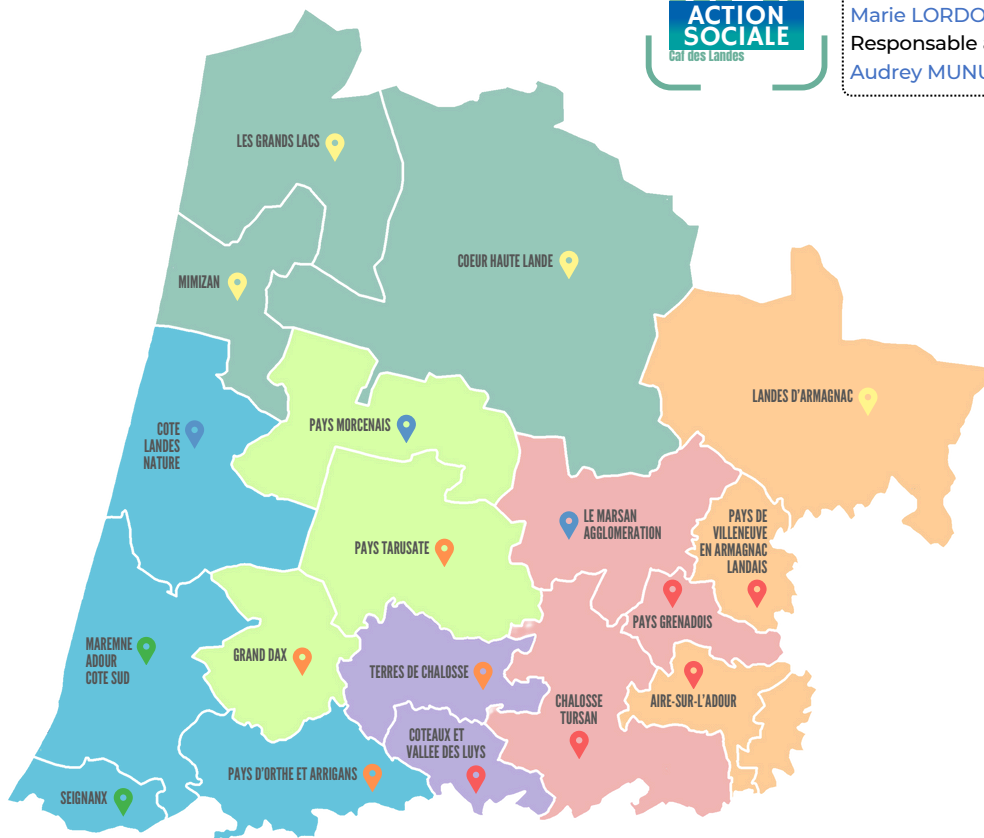 ACTION
SOCIALE
Caf des Landes
Marie LORDO
Responsable
Audrey MUNU
LES GRANDS LACS
MIMIZAN
COEUR HAUTE LANDE
LANDES D'ARMAGNAC
COTE
LANDES
NATURE
PAYS MORCENAIS
LE MARSAN
AGGLOMERATION
PAYS DE
VILLENEUVE
EN ARMAGNAC
LANDAIS
PAYS TARUSATE
PAYS GRENADOIS
MAREMNE
ADOUR
COTE SUD
GRAND DAX
TERRES DE CHALOSSE
CHALOSSE
TURSAN
AIRE-SUR-L'ADOUR
COTEAUX ET
VALLEE DES LUYS
PAYS D'ORTHE ET ARRIGANS
SEIGNANX